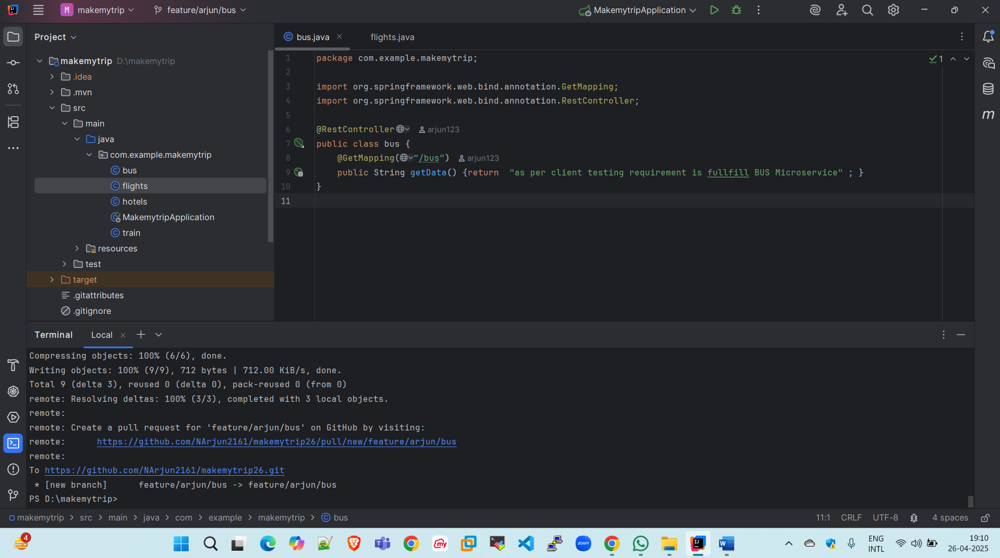 M makemytrip feature/arjun/bus MakemytripApplication
Project
makemytrip D:\makemytrip
.idea
.mvn
src
main
java
com.example.makemytrip
bus
flights
hotels
MakemytripApplication
train
resources
test
target
.gitattributes
.gitignore
bus.java flights.java
1 package com.example.makemytrip;
2
3 import org.springframework.web.bind.annotation.GetMapping;
4 import org.springframework.web.bind.annotation.RestController;
5
6 @RestController arjun123
7 public class bus {
8 @GetMapping("/bus") arjun123
9 public String getData() {return "as per client testing requirement is fullfill BUS Microservice" ; }
10 }
11
1
m
Terminal Local
Compressing objects: 100% (6/6), done.
Writing objects: 100% (9/9), 712 bytes | 712.00 KiB/s, done.
Total 9 (delta 3), reused 0 (delta 0), pack-reused 0 (from 0)
remote: Resolving deltas: 100% (3/3), completed with 3 local objects.
remote:
remote: Create a pull request for 'feature/arjun/bus' on GitHub by visiting:
remote: https://github.com/NArjun2161/makemytrip26/pull/new/feature/arjun/bus
remote:
To https://github.com/NArjun2161/makemytrip26.git
* [new branch] feature/arjun/bus -> feature/arjun/bus
PS D:\makemytrip>
makemytrip > src > main > java > com > example > makemytrip > bus 11:1 CRLF UTF-8 4 spaces
4
my
zoom
ENG
INTL
19:10
26-04-2025